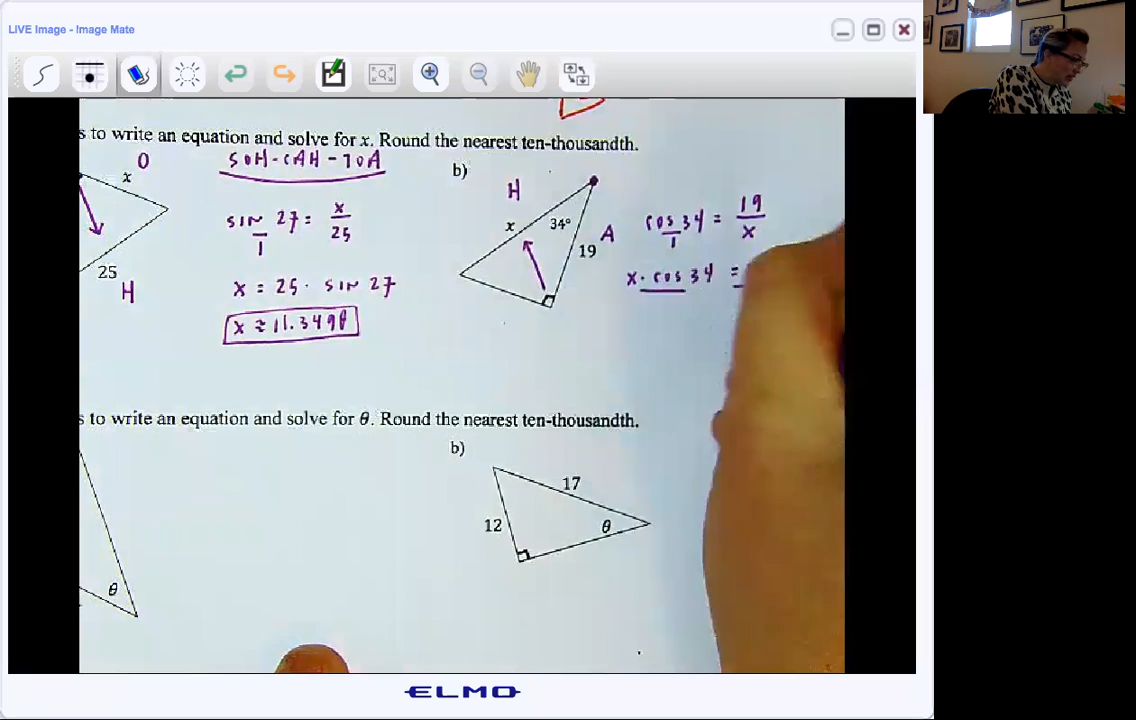 LIVE Image - Image Mate
s to write an equation and solve for x. Round the nearest ten-thousandth.
O
SOH-CAH-TOA
b)
x
H
sin 27 = x/25
1
x
34°
19
A
cos 34 = 19/x
1
25
H
x = 25 · sin 27
x · cos 34 =
x ≈ 11.3498
s to write an equation and solve for θ. Round the nearest ten-thousandth.
b)
17
12
θ
θ
ELMO